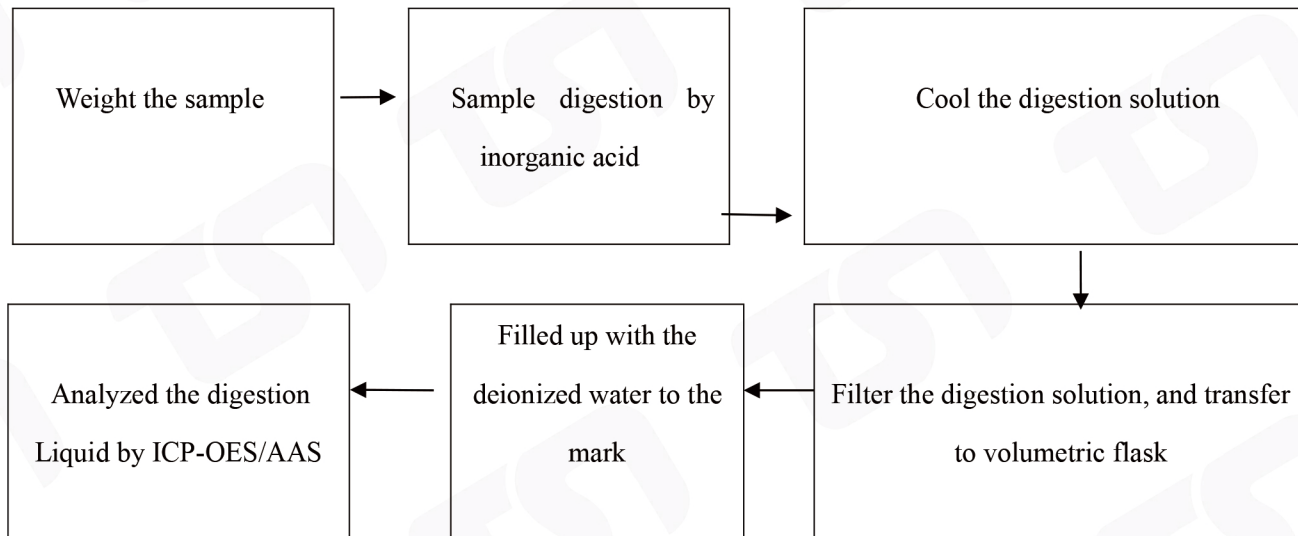 Weight the sample
Sample digestion by
inorganic acid
Cool the digestion solution
Filter the digestion solution, and transfer
to volumetric flask
Filled up with the
deionized water to the
mark
Analyzed the digestion
Liquid by ICP-OES/AAS